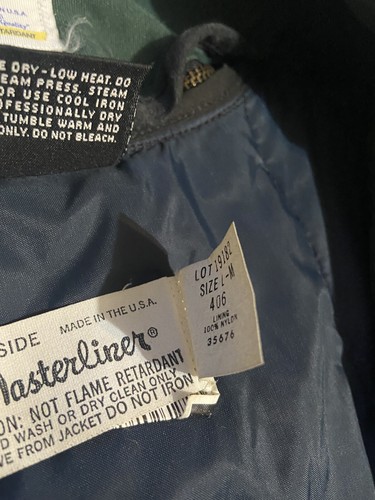 U.S.A.
E DRY-LOW HEAT. DO
EAM PRESS. STEAM
OR USE COOL IRON
OFESSIONALLY DRY
TUMBLE WARM AND
ONLY. DO NOT BLEACH.
LOT 19182
SIZE L-M
406
LINING
100% NYLON
35676
SIDE MADE IN THE U.S.A.
Masterliner®
ON: NOT FLAME RETARDANT
D WASH OR DRY CLEAN ONLY
VE FROM JACKET DO NOT IRON